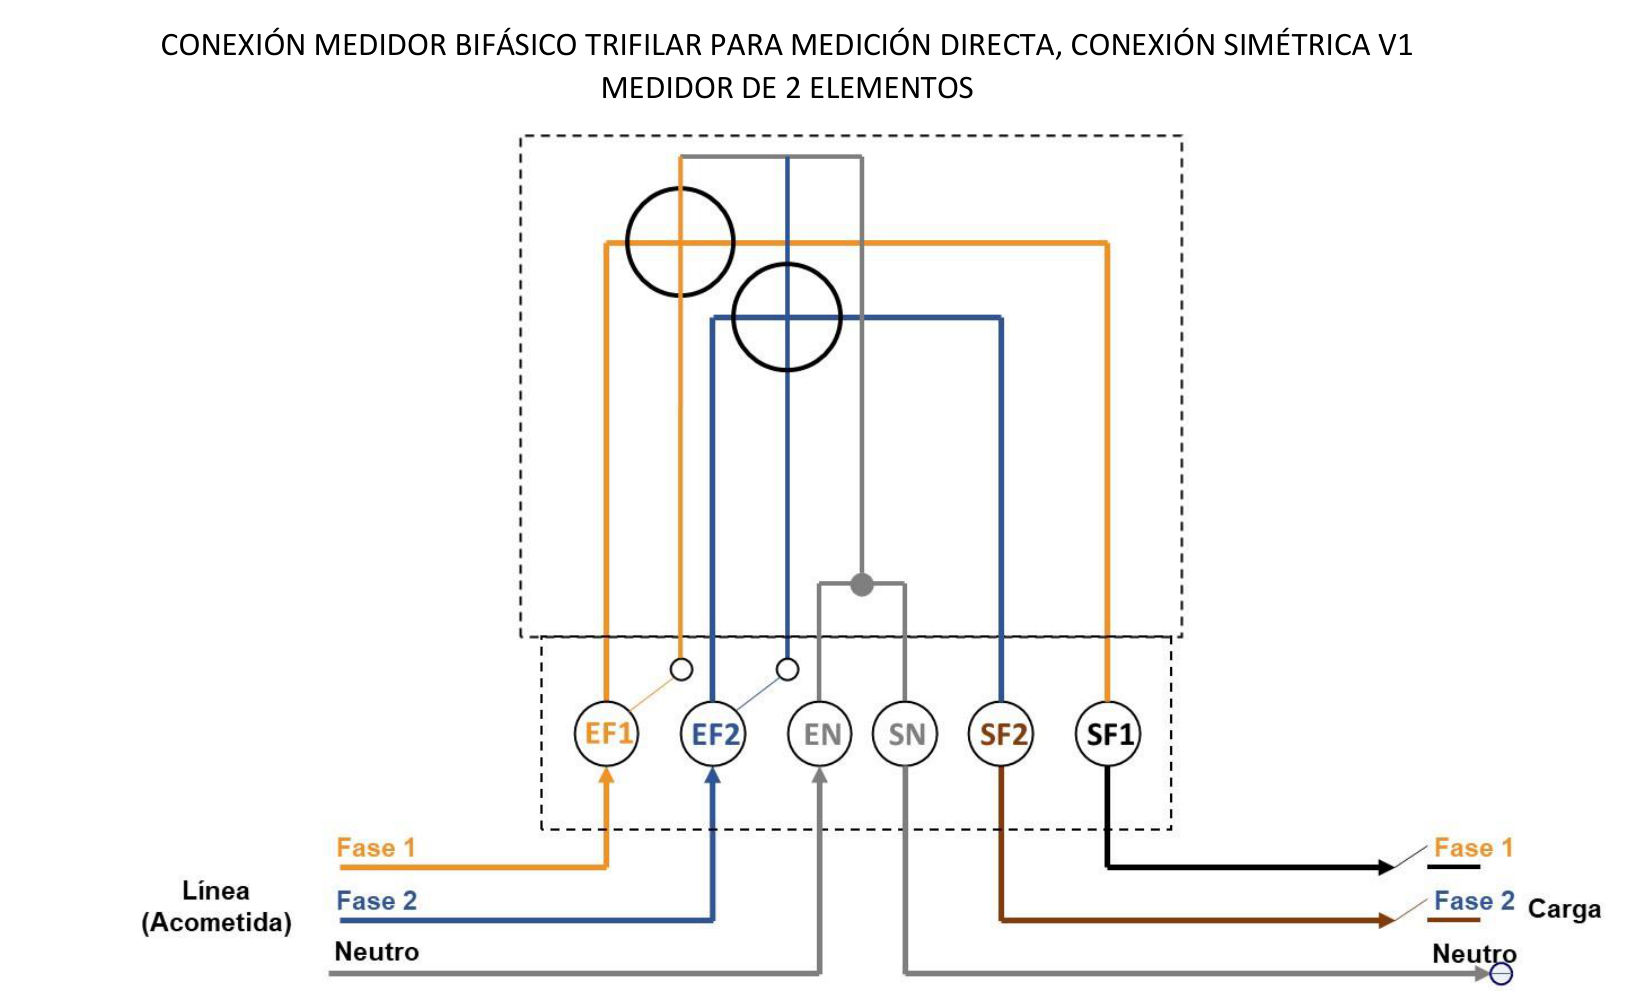 CONEXIÓN MEDIDOR BIFÁSICO TRIFILAR PARA MEDICIÓN DIRECTA, CONEXIÓN SIMÉTRICA V1
MEDIDOR DE 2 ELEMENTOS
EF1
EF2
EN
SN
SF2
SF1
Línea
(Acometida)
Fase 1
Fase 2
Neutro
Fase 1
Fase 2
Neutro
Carga